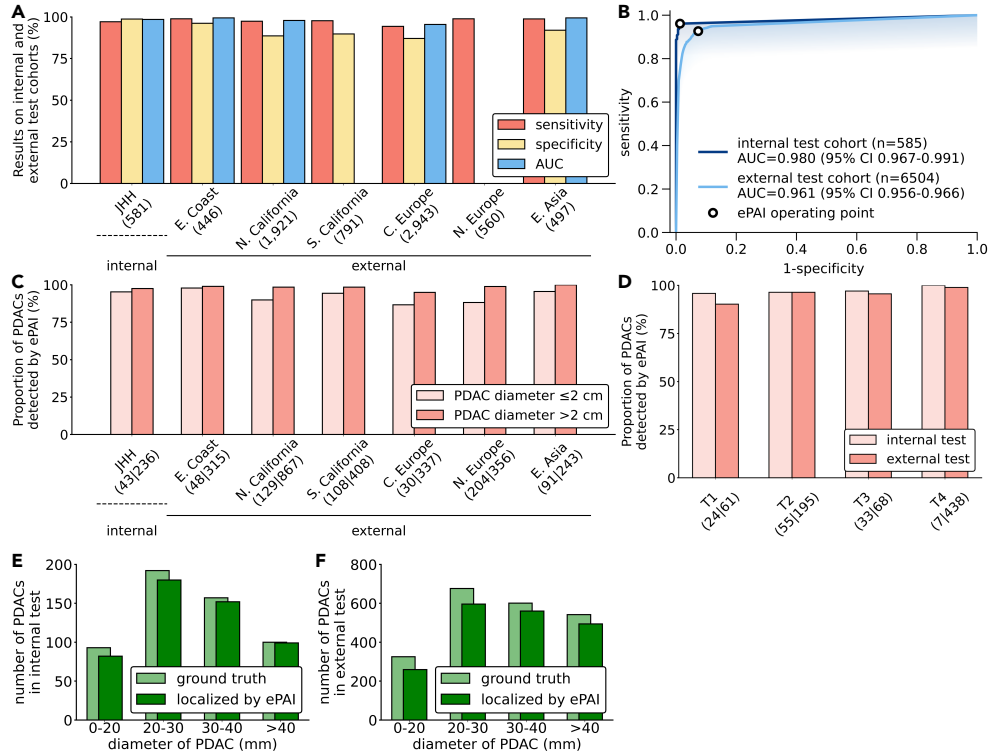 A
Results on internal and
external test cohorts (%)
100
75
50
25
0
sensitivity
specificity
AUC
JHH
(581)
E. Coast
(446)
N. California
(1,921)
S. California
(791)
C. Europe
(2,943)
N. Europe
(560)
E. Asia
(497)
internal
external
B
sensitivity
1.0
0.8
0.6
0.4
0.2
0.0
internal test cohort (n=585)
AUC=0.980 (95% CI 0.967-0.991)
external test cohort (n=6504)
AUC=0.961 (95% CI 0.956-0.966)
ePAI operating point
0.0
0.2
0.4
0.6
0.8
1.0
1-specificity
C
Proportion of PDACs
detected by ePAI (%)
100
75
50
25
0
PDAC diameter ≤2 cm
PDAC diameter >2 cm
JHH
(43|236)
E. Coast
(48|315)
N. California
(129|867)
S. California
(108|408)
C. Europe
(30|337)
N. Europe
(204|356)
E. Asia
(91|243)
internal
external
D
Proportion of PDACs
detected by ePAI (%)
100
75
50
25
0
internal test
external test
T1
(24|61)
T2
(55|195)
T3
(33|68)
T4
(7|438)
E
number of PDACs
in internal test
200
150
100
50
0
ground truth
localized by ePAI
0-20
20-30
30-40
>40
diameter of PDAC (mm)
F
number of PDACs
in external test
800
600
400
200
0
ground truth
localized by ePAI
0-20
20-30
30-40
>40
diameter of PDAC (mm)